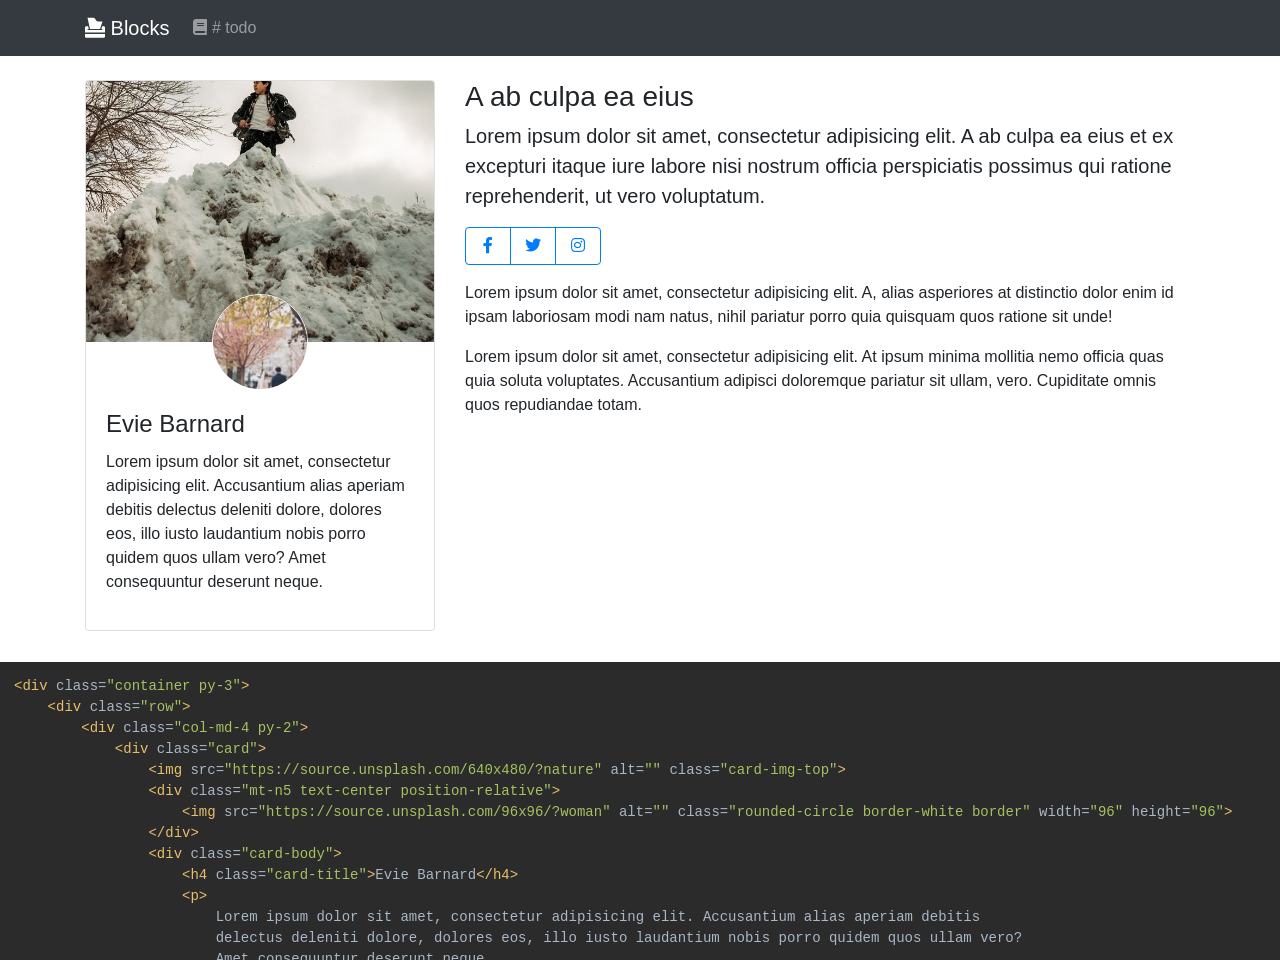 Blocks # todo
A ab culpa ea eius
Lorem ipsum dolor sit amet, consectetur adipisicing elit. A ab culpa ea eius et ex
excepturi itaque iure labore nisi nostrum officia perspiciatis possimus qui ratione
reprehenderit, ut vero voluptatum.
Lorem ipsum dolor sit amet, consectetur adipisicing elit. A, alias asperiores at distinctio dolor enim id
ipsam laboriosam modi nam natus, nihil pariatur porro quia quisquam quos ratione sit unde!
Lorem ipsum dolor sit amet, consectetur adipisicing elit. At ipsum minima mollitia nemo officia quas
quia soluta voluptates. Accusantium adipisci doloremque pariatur sit ullam, vero. Cupiditate omnis
quos repudiandae totam.
Evie Barnard
Lorem ipsum dolor sit amet, consectetur
adipisicing elit. Accusantium alias aperiam
debitis delectus deleniti dolore, dolores
eos, illo iusto laudantium nobis porro
quidem quos ullam vero? Amet
consequuntur deserunt neque.
<div class="container py-3">
<div class="row">
<div class="col-md-4 py-2">
<div class="card">
<img src="https://source.unsplash.com/640x480/?nature" alt="" class="card-img-top">
<div class="mt-n5 text-center position-relative">
<img src="https://source.unsplash.com/96x96/?woman" alt="" class="rounded-circle border-white border" width="96" height="96">
</div>
<div class="card-body">
<h4 class="card-title">Evie Barnard</h4>
<p>
Lorem ipsum dolor sit amet, consectetur adipisicing elit. Accusantium alias aperiam debitis
delectus deleniti dolore, dolores eos, illo iusto laudantium nobis porro quidem quos ullam vero?
Amet consequuntur deserunt neque.